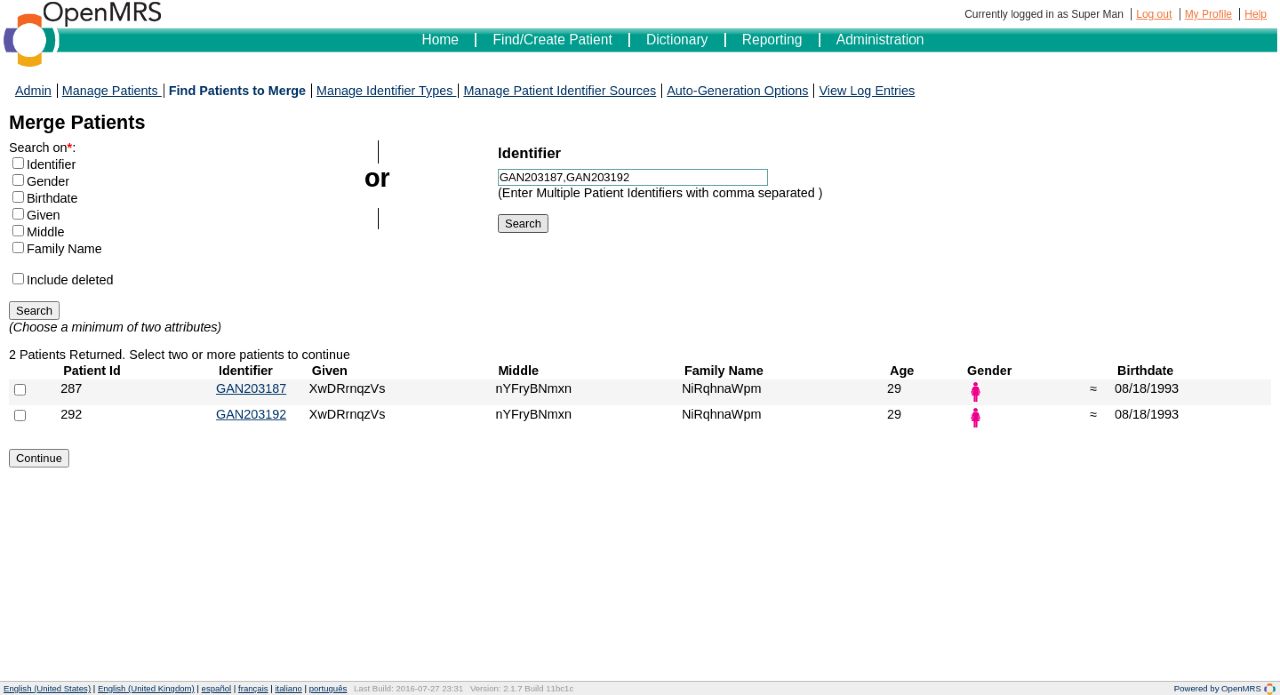 OpenMRS
Currently logged in as Super Man | Log out | My Profile | Help
Home | Find/Create Patient | Dictionary | Reporting | Administration
Admin | Manage Patients | Find Patients to Merge | Manage Identifier Types | Manage Patient Identifier Sources | Auto-Generation Options | View Log Entries
Merge Patients
Search on*:
Identifier
Gender
Birthdate
Given
Middle
Family Name
Include deleted
Search
(Choose a minimum of two attributes)
or
Identifier
GAN203187,GAN203192
(Enter Multiple Patient Identifiers with comma separated )
Search
2 Patients Returned. Select two or more patients to continue
Patient Id Identifier Given Middle Family Name Age Gender Birthdate
287 GAN203187 XwDRrnqzVs nYFryBNmxn NiRqhnaWpm 29 ≈ 08/18/1993
292 GAN203192 XwDRrnqzVs nYFryBNmxn NiRqhnaWpm 29 ≈ 08/18/1993
Continue
English (United States) | English (United Kingdom) | español | français | italiano | português Last Build: 2016-07-27 23:31 Version: 2.1.7 Build 11bc1c Powered by OpenMRS